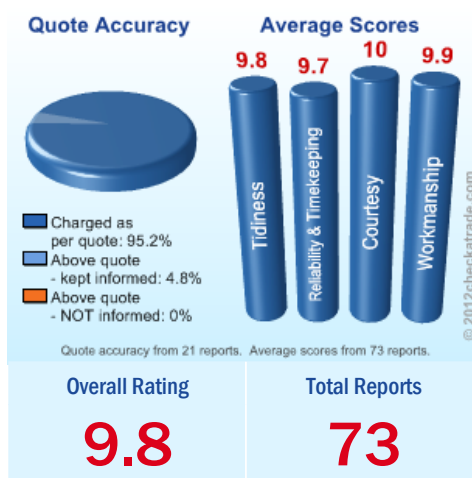 Quote Accuracy
Charged as
per quote: 95.2%
Above quote
- kept informed: 4.8%
Above quote
- NOT informed: 0%
Average Scores
9.8
9.7
10
9.9
Tidiness
Reliability & Timekeeping
Courtesy
Workmanship
© 2012checkatrade.com
Quote accuracy from 21 reports. Average scores from 73 reports.
Overall Rating
9.8
Total Reports
73